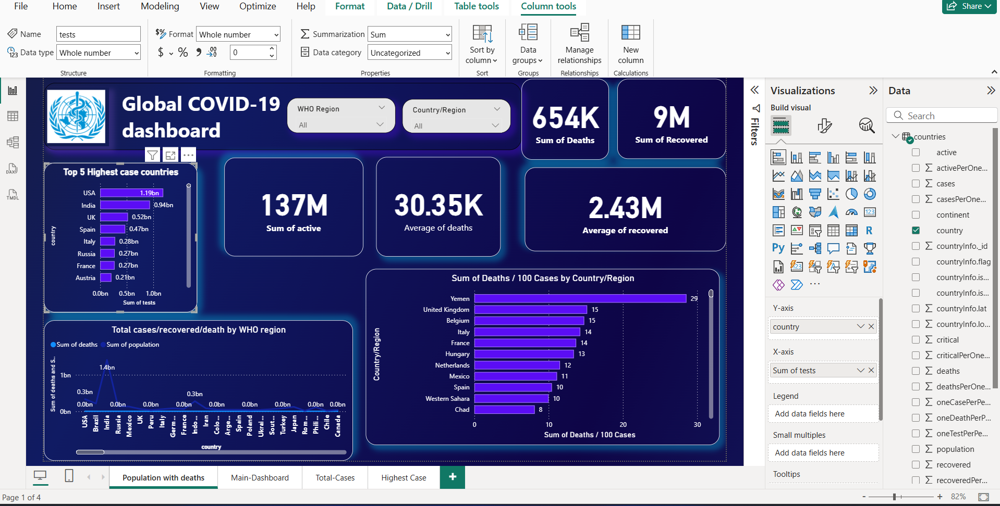 File Home Insert Modeling View Optimize Help Format Data / Drill Table tools Column tools Share
Name tests
Data type Whole number
Structure
Format Whole number
$ % 0
Formatting
Summarization Sum
Data category Uncategorized
Properties
Sort by
column
Sort
Data
groups
Groups
Manage
relationships
Relationships
New
column
Calculations
Global COVID-19
dashboard
WHO Region
All
Country/Region
All
654K
Sum of Deaths
9M
Sum of Recovered
Top 5 Highest case countries
country
USA 1.19bn
India 0.94bn
UK 0.52bn
Spain 0.47bn
Italy 0.28bn
Russia 0.27bn
France 0.27bn
Austria 0.21bn
0.0bn 0.5bn 1.0bn
Sum of tests
137M
Sum of active
30.35K
Average of deaths
2.43M
Average of recovered
Total cases/recovered/death by WHO region
Sum of deaths Sum of population
Sum of deaths and S...
1bn
0bn
1.4bn
0.3bn
0.3bn
0.0bn 0.0bn 0.0bn 0.0bn 0.0bn 0.0bn 0.0bn 0.0bn 0.0bn
USA Brazil India Russia Mexico UK Peru Italy Germ... France Indo... Iran Colo... Arge... Spain Poland Ukrai... Sout... Turkey Japan Rom... Phili... Chile Canada
country
Sum of Deaths / 100 Cases by Country/Region
Country/Region
Yemen 29
United Kingdom 15
Belgium 15
Italy 14
France 14
Hungary 13
Netherlands 12
Mexico 11
Spain 10
Western Sahara 10
Chad 8
0 10 20 30
Sum of Deaths / 100 Cases
Filters
Visualizations
Build visual
Y-axis
country
X-axis
Sum of tests
Legend
Add data fields here
Small multiples
Add data fields here
Tooltips
Data
Search
countries
active
activePerOne...
cases
casesPerOne...
continent
country
countryInfo._id
countryInfo.flag
countryInfo.is...
countryInfo.is...
countryInfo.lat
countryInfo.lo...
critical
criticalPerOne...
deaths
deathsPerOne...
oneCasePerPe...
oneDeathPerP...
oneTestPerPe...
population
recovered
recoveredPer...
DAX
TMDL
Population with deaths Main-Dashboard Total-Cases Highest Case +
Page 1 of 4
- + 82%